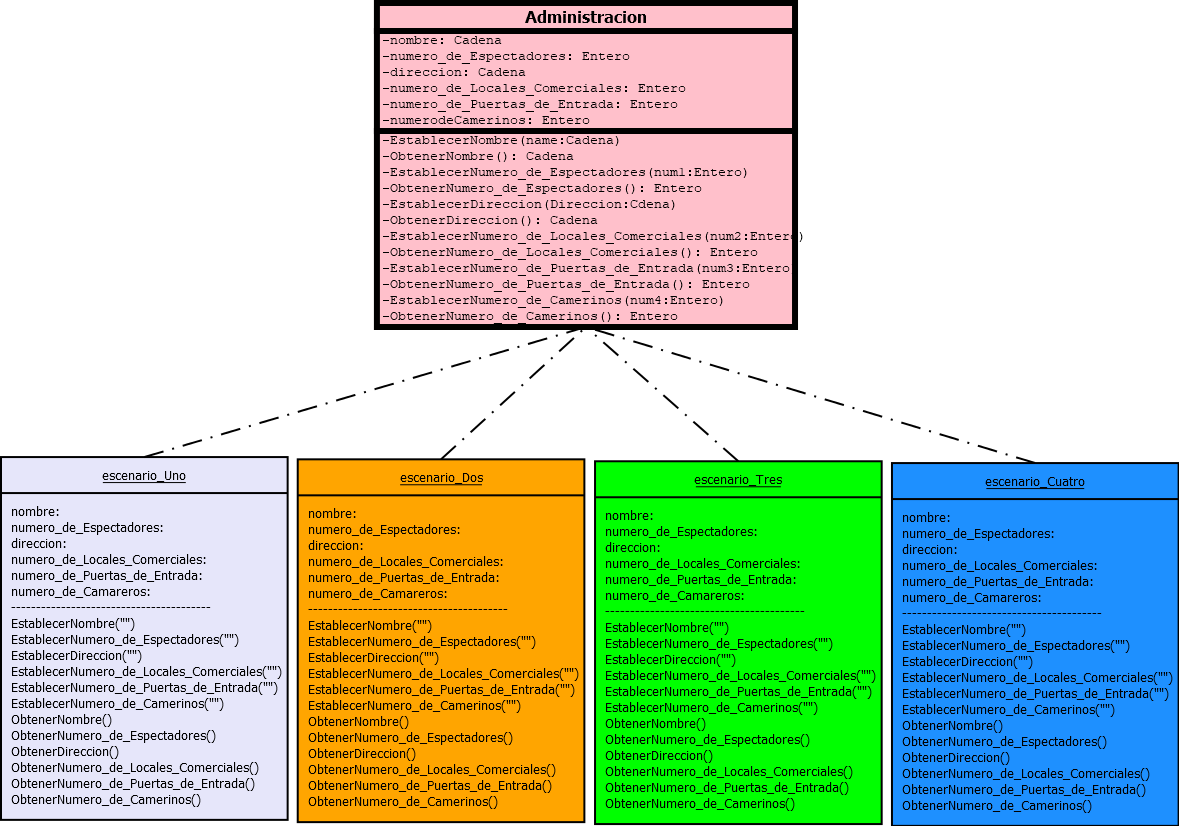 Administracion
-nombre: Cadena
-numero_de_Espectadores: Entero
-direccion: Cadena
-numero_de_Locales_Comerciales: Entero
-numero_de_Puertas_de_Entrada: Entero
-numerodeCamerinos: Entero
-EstablecerNombre(name:Cadena)
-ObtenerNombre(): Cadena
-EstablecerNumero_de_Espectadores(num1:Entero)
-ObtenerNumero_de_Espectadores(): Entero
-EstablecerDireccion(Direccion:Cdena)
-ObtenerDireccion(): Cadena
-EstablecerNumero_de_Locales_Comerciales(num2:Entero)
-ObtenerNumero_de_Locales_Comerciales(): Entero
-EstablecerNumero_de_Puertas_de_Entrada(num3:Entero
-ObtenerNumero_de_Puertas_de_Entrada(): Entero
-EstablecerNumero_de_Camerinos(num4:Entero)
-ObtenerNumero_de_Camerinos(): Entero
escenario_Uno
nombre:
numero_de_Espectadores:
direccion:
numero_de_Locales_Comerciales:
numero_de_Puertas_de_Entrada:
numero_de_Camareros:
----------------------------------------
EstablecerNombre("")
EstablecerNumero_de_Espectadores("")
EstablecerDireccion("")
EstablecerNumero_de_Locales_Comerciales("")
EstablecerNumero_de_Puertas_de_Entrada("")
EstablecerNumero_de_Camerinos("")
ObtenerNombre()
ObtenerNumero_de_Espectadores()
ObtenerDireccion()
ObtenerNumero_de_Locales_Comerciales()
ObtenerNumero_de_Puertas_de_Entrada()
ObtenerNumero_de_Camerinos()
escenario_Dos
nombre:
numero_de_Espectadores:
direccion:
numero_de_Locales_Comerciales:
numero_de_Puertas_de_Entrada:
numero_de_Camareros:
----------------------------------------
EstablecerNombre("")
EstablecerNumero_de_Espectadores("")
EstablecerDireccion("")
EstablecerNumero_de_Locales_Comerciales("")
EstablecerNumero_de_Puertas_de_Entrada("")
EstablecerNumero_de_Camerinos("")
ObtenerNombre()
ObtenerNumero_de_Espectadores()
ObtenerDireccion()
ObtenerNumero_de_Locales_Comerciales()
ObtenerNumero_de_Puertas_de_Entrada()
ObtenerNumero_de_Camerinos()
escenario_Tres
nombre:
numero_de_Espectadores:
direccion:
numero_de_Locales_Comerciales:
numero_de_Puertas_de_Entrada:
numero_de_Camareros:
----------------------------------------
EstablecerNombre("")
EstablecerNumero_de_Espectadores("")
EstablecerDireccion("")
EstablecerNumero_de_Locales_Comerciales("")
EstablecerNumero_de_Puertas_de_Entrada("")
EstablecerNumero_de_Camerinos("")
ObtenerNombre()
ObtenerNumero_de_Espectadores()
ObtenerDireccion()
ObtenerNumero_de_Locales_Comerciales()
ObtenerNumero_de_Puertas_de_Entrada()
ObtenerNumero_de_Camerinos()
escenario_Cuatro
nombre:
numero_de_Espectadores:
direccion:
numero_de_Locales_Comerciales:
numero_de_Puertas_de_Entrada:
numero_de_Camareros:
----------------------------------------
EstablecerNombre("")
EstablecerNumero_de_Espectadores("")
EstablecerDireccion("")
EstablecerNumero_de_Locales_Comerciales("")
EstablecerNumero_de_Puertas_de_Entrada("")
EstablecerNumero_de_Camerinos("")
ObtenerNombre()
ObtenerNumero_de_Espectadores()
ObtenerDireccion()
ObtenerNumero_de_Locales_Comerciales()
ObtenerNumero_de_Puertas_de_Entrada()
ObtenerNumero_de_Camerinos()